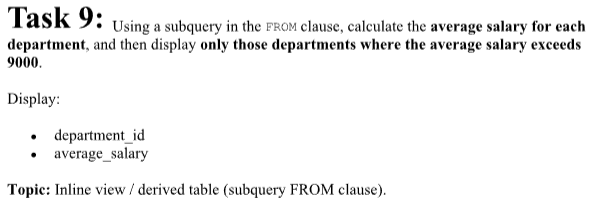 Task 9: Using a subquery in the FROM clause, calculate the average salary for each
department, and then display only those departments where the average salary exceeds
9000.
Display:
• department_id
• average_salary
Topic: Inline view / derived table (subquery FROM clause).